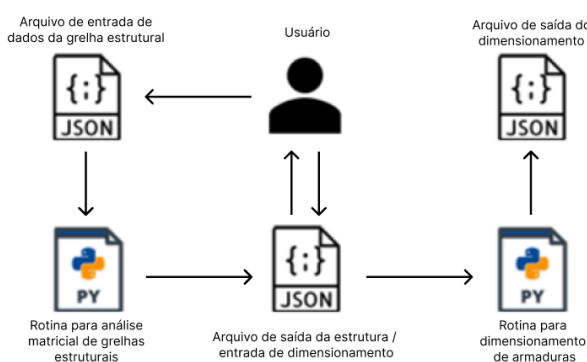 Arquivo de entrada de
dados da grelha estrutural
Usuário
Arquivo de saída do
dimensionamento
{;}
JSON
{;}
JSON
PY
{;}
JSON
PY
Rotina para análise
matricial de grelhas
estruturais
Arquivo de saída da estrutura /
entrada de dimensionamento
Rotina para
dimensionamento
de armaduras